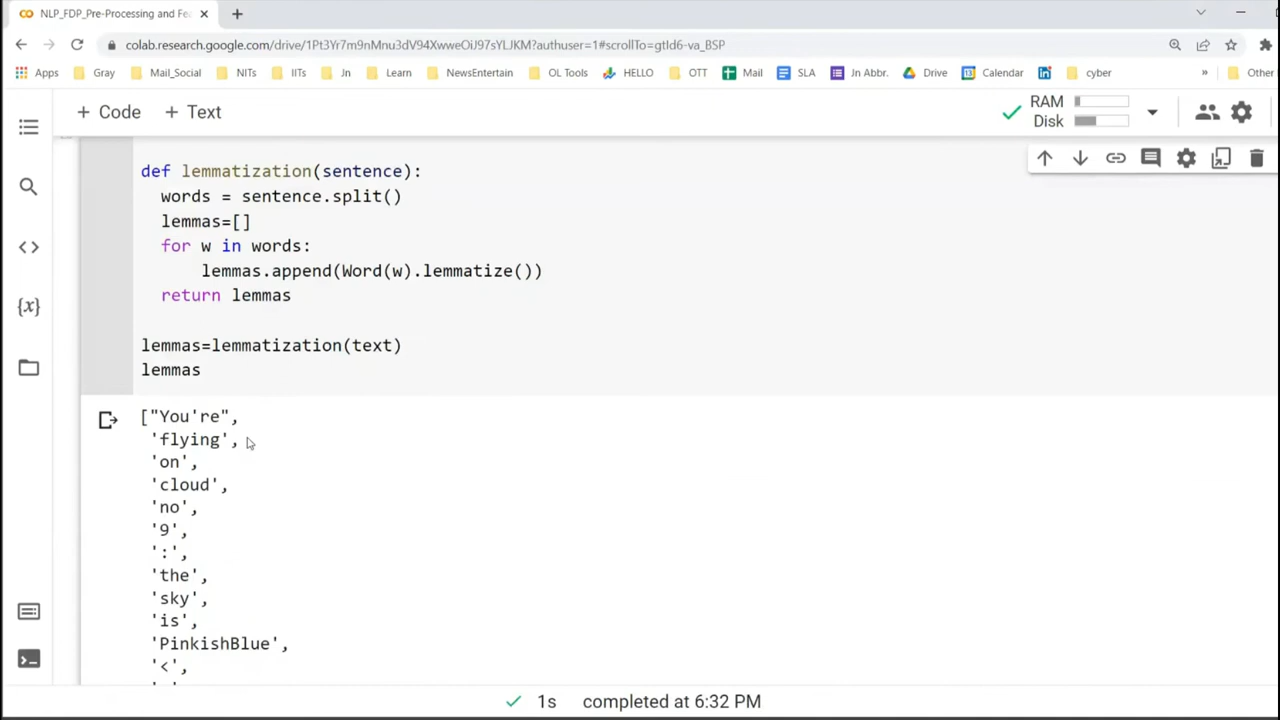 NLP_FDP_Pre-Processing and Fea
colab.research.google.com/drive/1Pt3Yr7m9nMnu3dV94XwweOiJ97sYLJKM?authuser=1#scrollTo=gtId6-va_BSP
Apps Gray Mail_Social NITs IITs Jn Learn NewsEntertain OL Tools HELLO OTT Mail SLA Jn Abbr. Drive Calendar cyber » Other
+ Code + Text
RAM
Disk
def lemmatization(sentence):
words = sentence.split()
lemmas=[]
for w in words:
lemmas.append(Word(w).lemmatize())
return lemmas
lemmas=lemmatization(text)
lemmas
["You're",
'flying',
'on',
'cloud',
'no',
'9',
':',
'the',
'sky',
'is',
'PinkishBlue',
'<',
1s completed at 6:32 PM